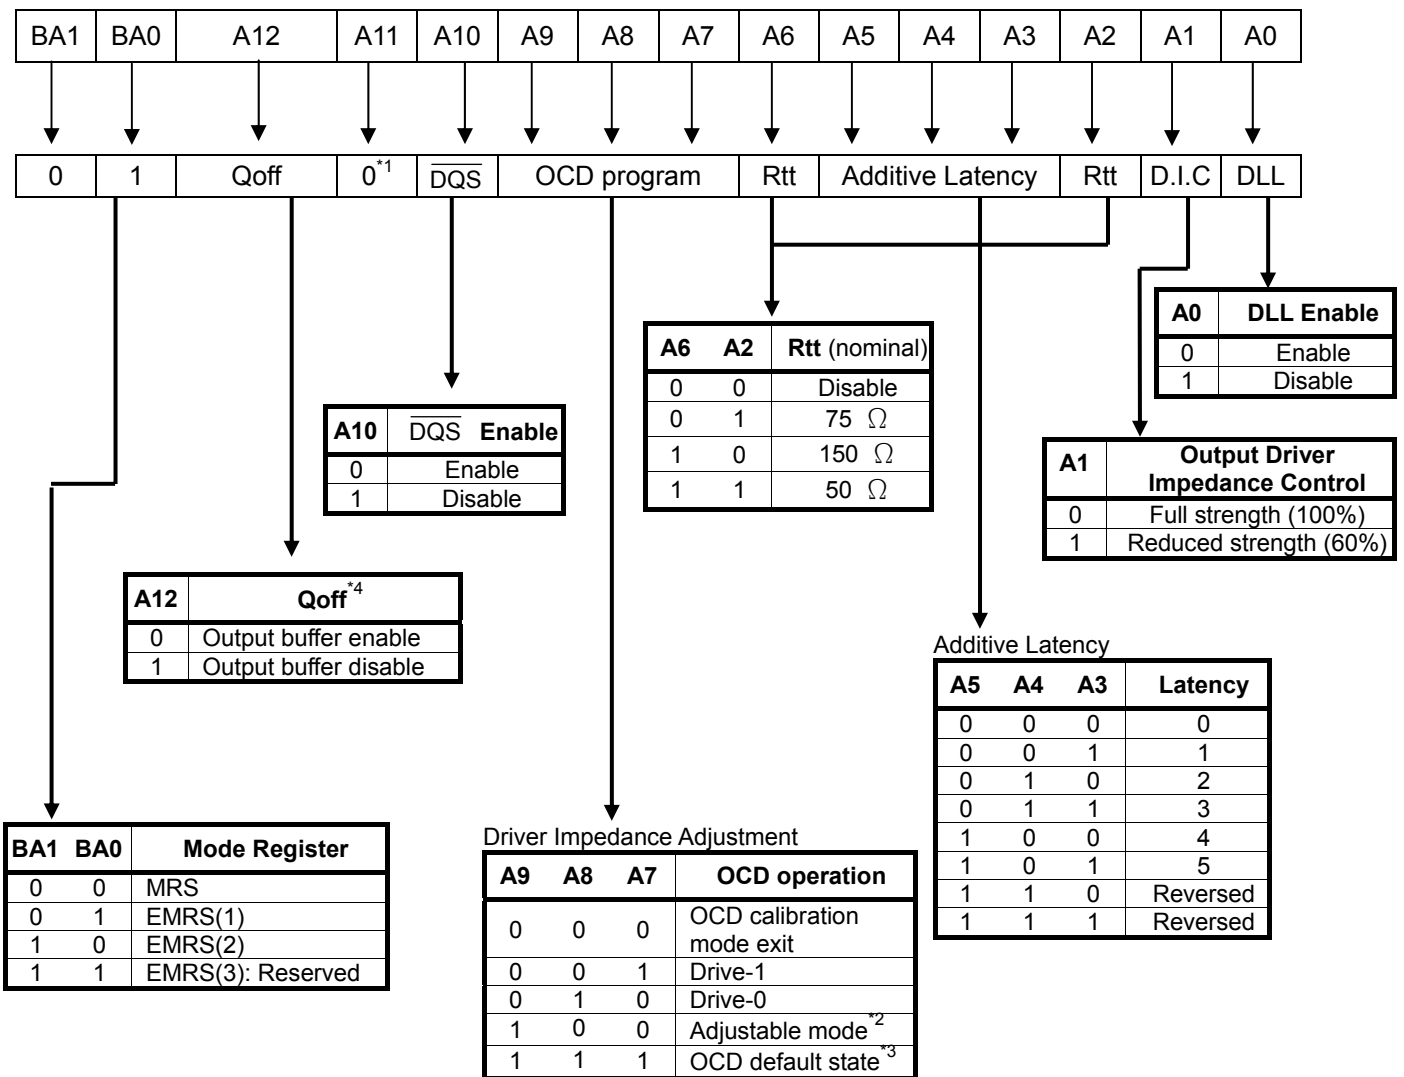 BA1 BA0 A12 A11 A10 A9 A8 A7 A6 A5 A4 A3 A2 A1 A0
0 1 Qoff 0*1 DQS OCD program Rtt Additive Latency Rtt D.I.C DLL
A0 DLL Enable
0 Enable
1 Disable
A6 A2 Rtt (nominal)
0 0 Disable
0 1 75 Ω
1 0 150 Ω
1 1 50 Ω
A10 DQS Enable
0 Enable
1 Disable
A1 Output Driver
Impedance Control
0 Full strength (100%)
1 Reduced strength (60%)
A12 Qoff*4
0 Output buffer enable
1 Output buffer disable
Additive Latency
A5 A4 A3 Latency
0 0 0 0
0 0 1 1
0 1 0 2
0 1 1 3
1 0 0 4
1 0 1 5
1 1 0 Reversed
1 1 1 Reversed
BA1 BA0 Mode Register
0 0 MRS
0 1 EMRS(1)
1 0 EMRS(2)
1 1 EMRS(3): Reserved
Driver Impedance Adjustment
A9 A8 A7 OCD operation
0 0 0 OCD calibration
mode exit
0 0 1 Drive-1
0 1 0 Drive-0
1 0 0 Adjustable mode*2
1 1 1 OCD default state*3